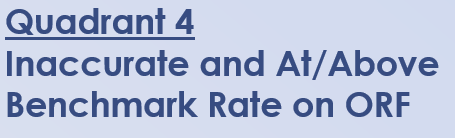 Quadrant 4
Inaccurate and At/Above
Benchmark Rate on ORF